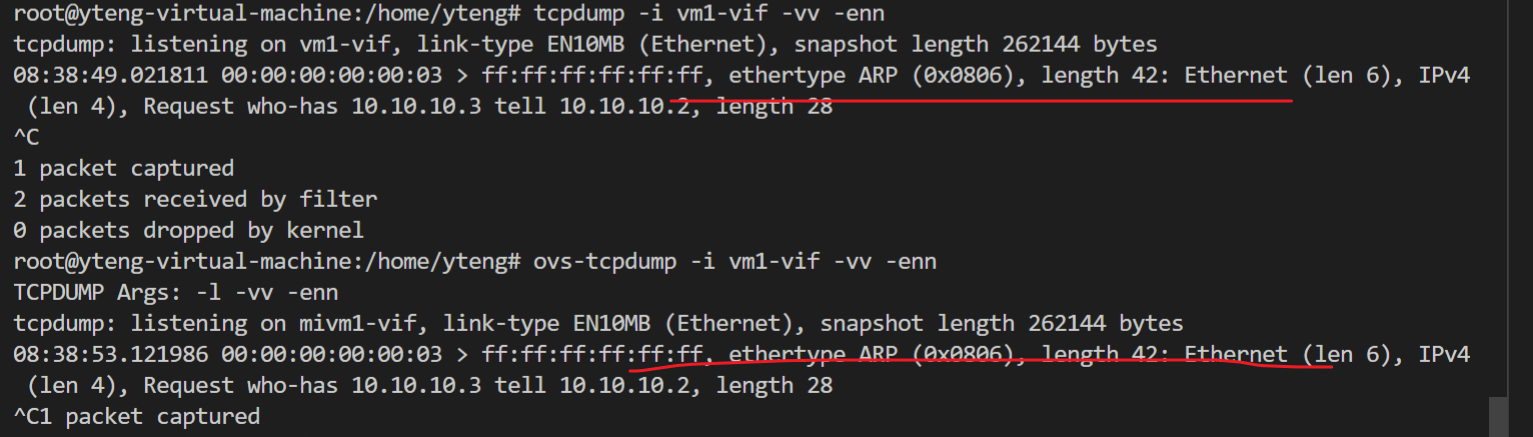 root@yteng-virtual-machine:/home/yteng# tcpdump -i vm1-vif -vv -enn
tcpdump: listening on vm1-vif, link-type EN10MB (Ethernet), snapshot length 262144 bytes
08:38:49.021811 00:00:00:00:00:03 > ff:ff:ff:ff:ff:ff, ethertype ARP (0x0806), length 42: Ethernet (len 6), IPv4
 (len 4), Request who-has 10.10.10.3 tell 10.10.10.2, length 28
^C
1 packet captured
2 packets received by filter
0 packets dropped by kernel
root@yteng-virtual-machine:/home/yteng# ovs-tcpdump -i vm1-vif -vv -enn
TCPDUMP Args: -l -vv -enn
tcpdump: listening on mivm1-vif, link-type EN10MB (Ethernet), snapshot length 262144 bytes
08:38:53.121986 00:00:00:00:00:03 > ff:ff:ff:ff:ff:ff, ethertype ARP (0x0806), length 42: Ethernet (len 6), IPv4
 (len 4), Request who-has 10.10.10.3 tell 10.10.10.2, length 28
^C1 packet captured